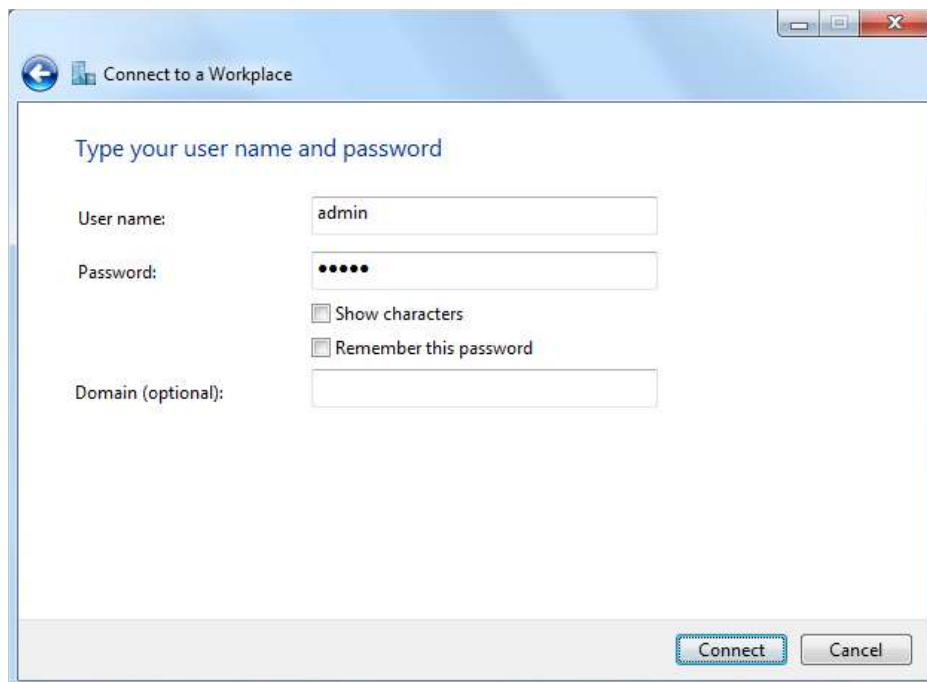 Connect to a Workplace
Type your user name and password
User name:
admin
Password:
•••••
Show characters
Remember this password
Domain (optional):
Connect
Cancel